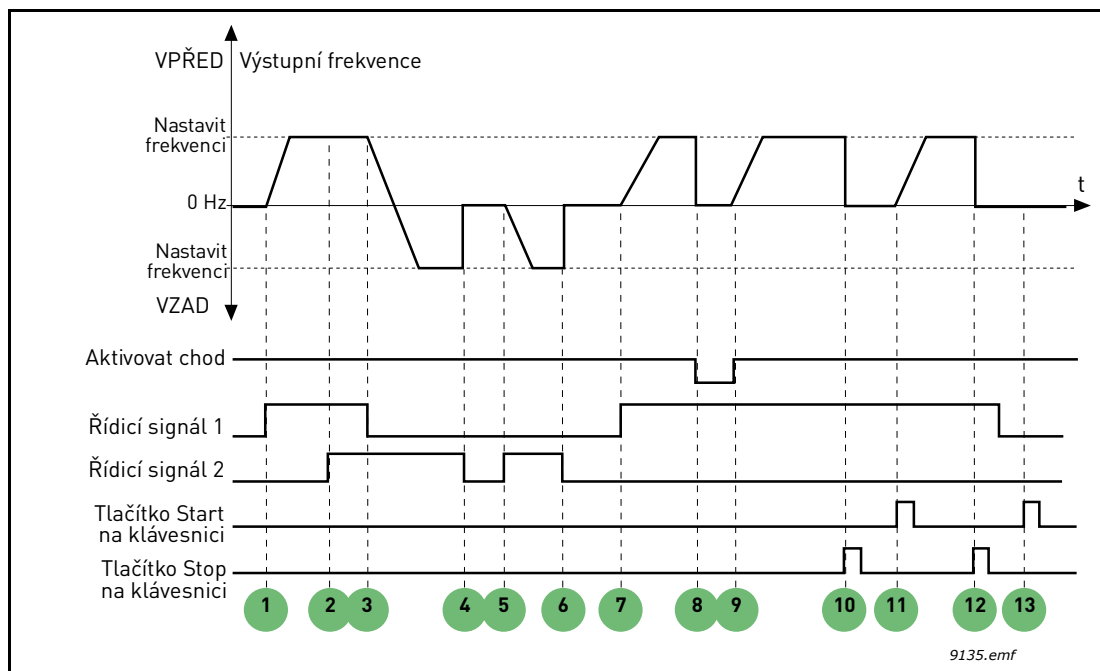 VPŘED
Výstupní frekvence
Nastavit
frekvenci
0 Hz
t
Nastavit
frekvenci
VZAD
Aktivovat chod
Řídicí signál 1
Řídicí signál 2
Tlačítko Start
na klávesnici
Tlačítko Stop
na klávesnici
1 2 3 4 5 6 7 8 9 10 11 12 13
9135.emf